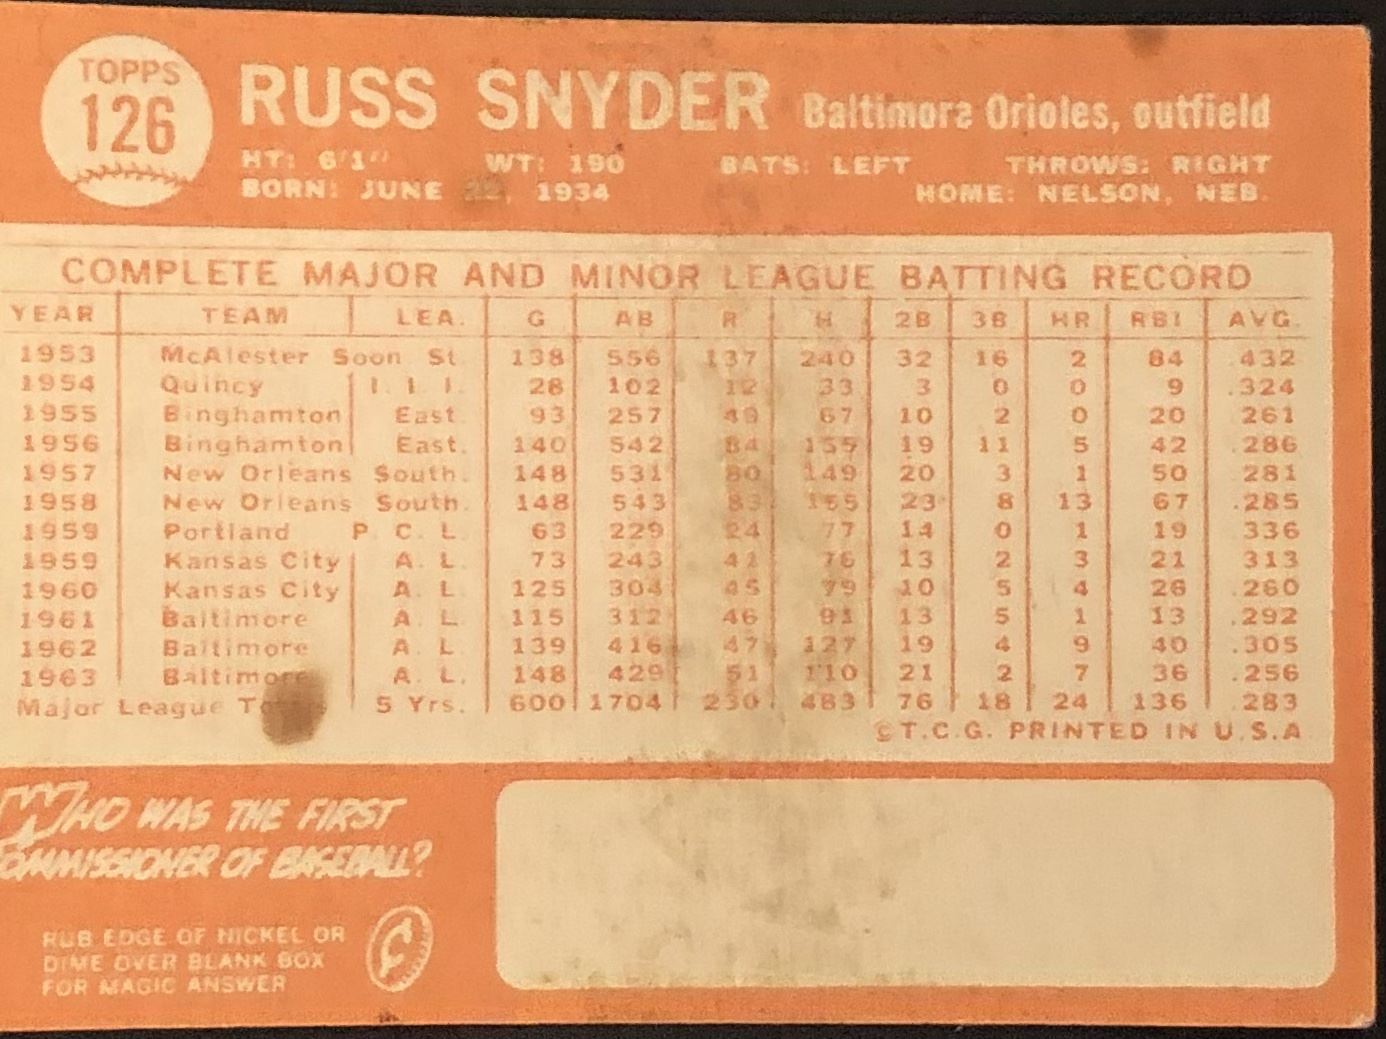 TOPPS
126
RUSS SNYDER Baltimore Orioles, outfield
HT: 6'1" WT: 190 BATS: LEFT THROWS: RIGHT
BORN: JUNE , 1934 HOME: NELSON, NEB.
COMPLETE MAJOR AND MINOR LEAGUE BATTING RECORD
YEAR TEAM LEA. G AB R H 2B 3B HR RBI AVG.
1953 McAlester Soon St. 138 556 137 240 32 16 2 84 .432
1954 Quincy I. I. I. 28 102 12 33 3 0 0 9 .324
1955 Binghamton East. 93 257 49 67 10 2 0 20 .261
1956 Binghamton East. 140 542 84 155 19 11 5 42 .286
1957 New Orleans South. 148 531 80 149 20 3 1 50 .281
1958 New Orleans South. 148 543 155 23 8 13 67 .285
1959 Portland P. C. L. 63 229 24 77 14 0 1 19 .336
1959 Kansas City A. L. 73 243 41 76 13 2 3 21 .313
1960 Kansas City A. L. 125 304 45 79 10 5 4 26 .260
1961 Baltimore A. L. 115 312 46 91 13 5 1 13 .292
1962 Baltimore A. L. 139 416 47 127 19 4 9 40 .305
1963 Baltimore A. L. 148 429 51 110 21 2 7 36 .256
Major League Totals 5 Yrs. 600 1704 230 483 76 18 24 136 .283
©T.C.G. PRINTED IN U.S.A.
WHO WAS THE FIRST
COMMISSIONER OF BASEBALL?
RUB EDGE OF NICKEL OR
DIME OVER BLANK BOX
FOR MAGIC ANSWER